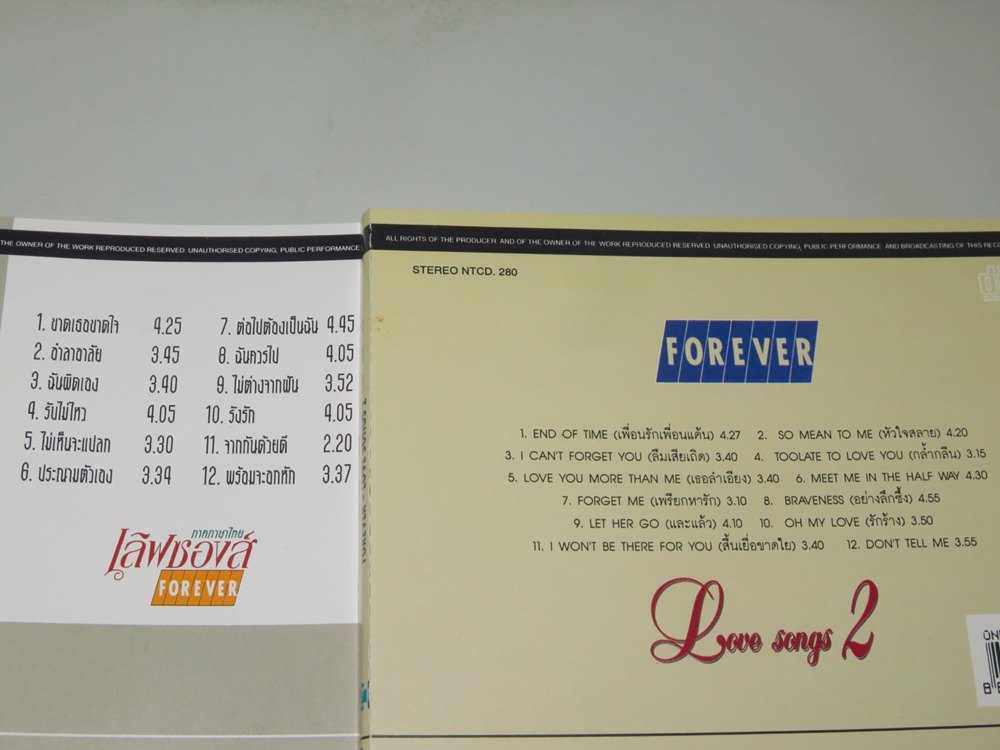 THE OWNER OF THE WORK REPRODUCED RESERVED. UNAUTHORISED COPYING, PUBLIC PERFORMANCE
1. ขาดเธอขาดใจ 4.25
2. อำลาอาลัย 3.45
3. ฉันผิดเอง 3.40
4. รับไม่ไหว 4.05
5. ไม่เห็นจะแปลก 3.30
6. ประณามตัวเอง 3.34
7. ต่อไปต้องเป็นฉัน 4.45
8. ฉันควรไป 4.05
9. ไม่ต่างจากฝัน 3.52
10. รังรัก 4.05
11. จากกันด้วยดี 2.20
12. พร้อมจะอกหัก 3.37
ภาคภาษาไทย
เลิฟซองส์
FOREVER
ALL RIGHTS OF THE PRODUCER AND OF THE OWNER OF THE WORK REPRODUCED RESERVED. UNAUTHORISED COPYING, PUBLIC PERFORMANCE AND BROADCASTING OF THIS
STEREO NTCD. 280
FOREVER
1. END OF TIME (เพื่อนรักเพื่อนแค้น) 4.27 2. SO MEAN TO ME (หัวใจสลาย) 4.20
3. I CAN'T FORGET YOU (ลืมเสียเถิด) 3.40 4. TOOLATE TO LOVE YOU (กล้ำกลืน) 3.15
5. LOVE YOU MORE THAN ME (เธอลำเอียง) 3.40 6. MEET ME IN THE HALF WAY 4.30
7. FORGET ME (เพรียกหารัก) 3.10 8. BRAVENESS (อย่างลึกซึ้ง) 4.55
9. LET HER GO (และแล้ว) 4.10 10. OH MY LOVE (รักร้าง) 3.50
11. I WON'T BE THERE FOR YOU (สิ้นเยื่อขาดใย) 3.40 12. DON'T TELL ME 3.55
Love songs 2